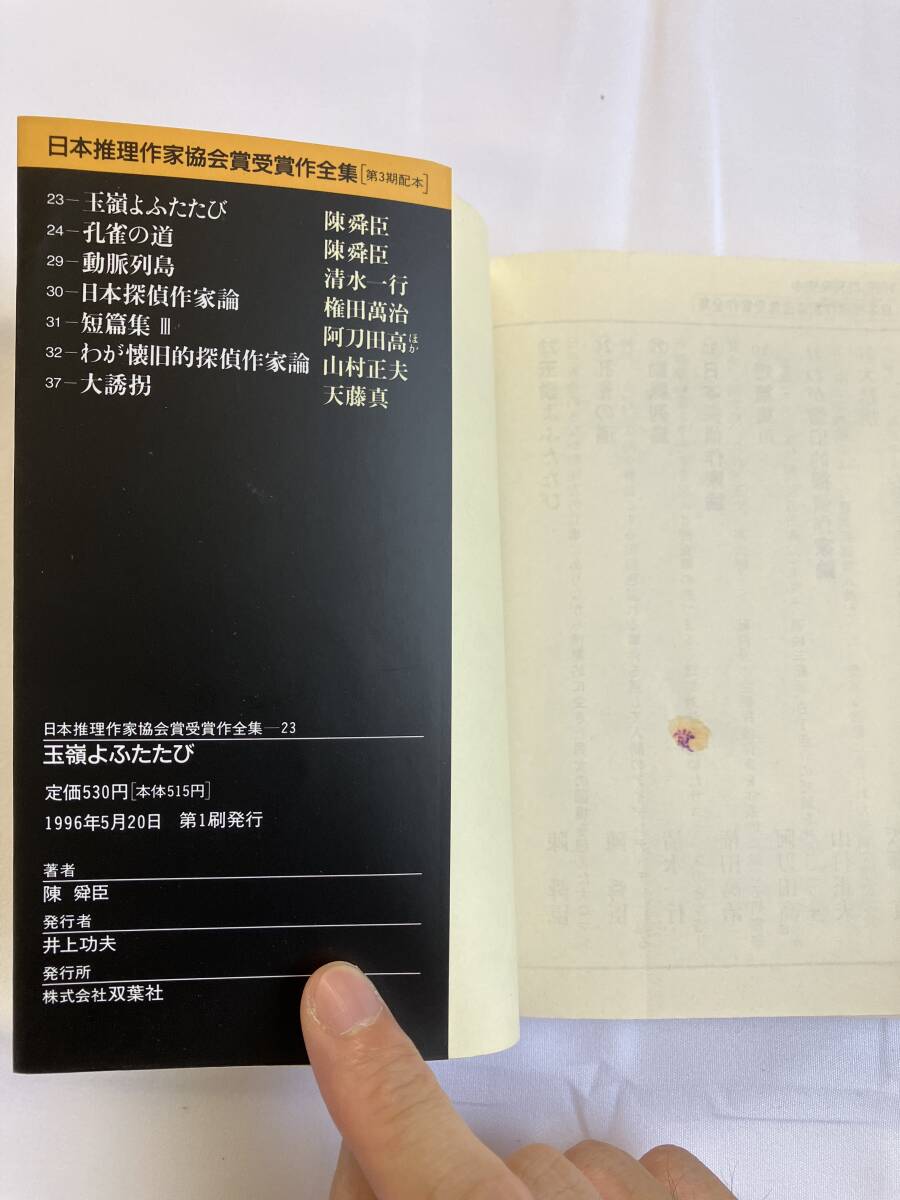 日本推理作家協会賞受賞作全集[第3期配本]
23—玉嶺よふたたび 陳舜臣
24—孔雀の道 陳舜臣
29—動脈列島 清水一行
30—日本探偵作家論 権田萬治
31—短篇集 Ⅲ 阿刀田高ほか
32—わが懐旧的探偵作家論 山村正夫
37—大誘拐 天藤真
日本推理作家協会賞受賞作全集—23
玉嶺よふたたび
定価530円[本体515円]
1996年5月20日 第1刷発行
著者
陳 舜臣
発行者
井上功夫
発行所
株式会社双葉社